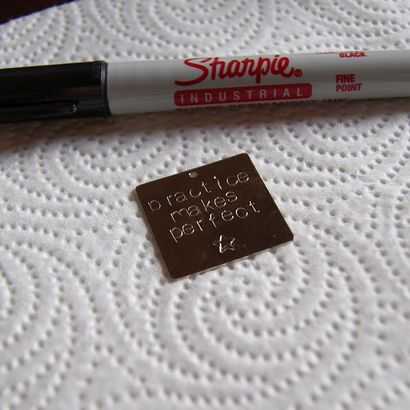 BLACK
Sharpie®
INDUSTRIAL
FINE
POINT
practice
makes
perfect